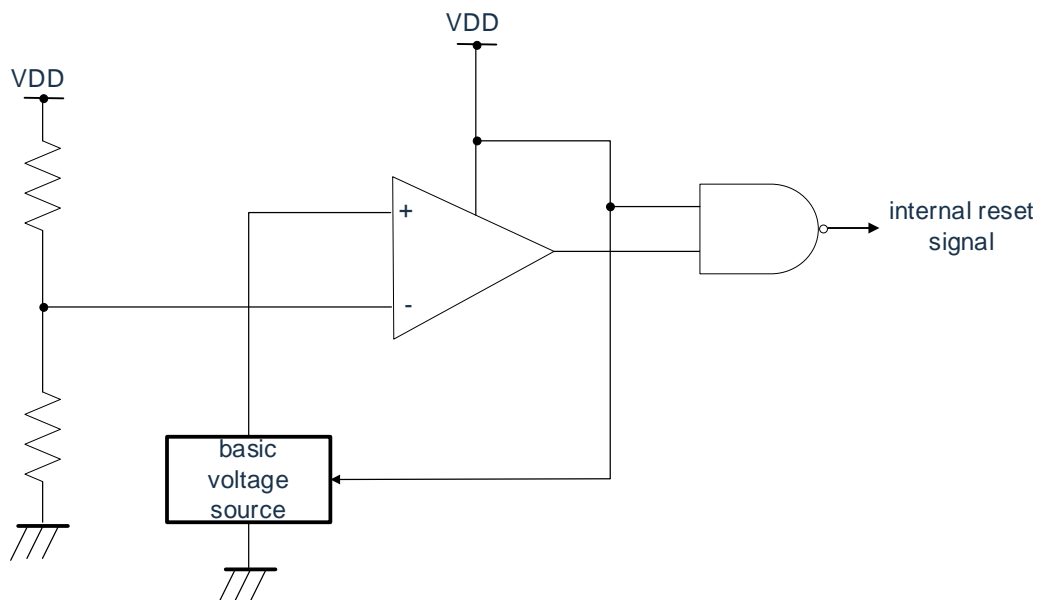 VDD
VDD
+
-
internal reset
signal
basic
voltage
source